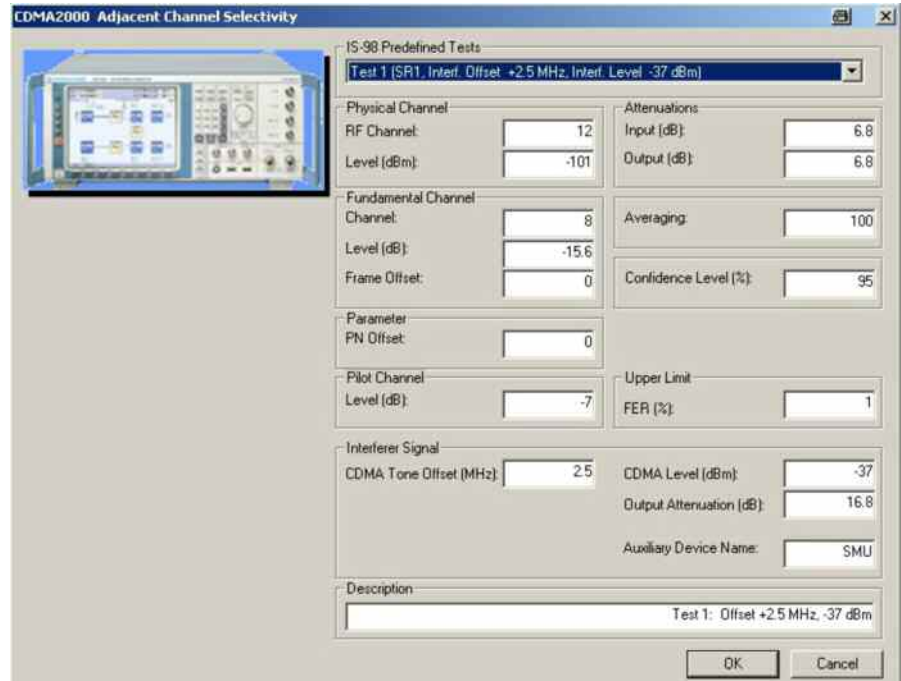 CDMA2000 Adjacent Channel Selectivity
IS-98 Predefined Tests
Test 1 (SR1, Interf. Offset +2.5 MHz, Interf. Level -37 dBm)
Physical Channel
RF Channel: 12
Level (dBm): -101
Attenuations
Input (dB): 6.8
Output (dB): 6.8
Fundamental Channel
Channel: 8
Level (dB): -15.6
Frame Offset: 0
Averaging: 100
Confidence Level (%): 95
Parameter
PN Offset: 0
Pilot Channel
Level (dB): -7
Upper Limit
FER (%): 1
Interferer Signal
CDMA Tone Offset (MHz): 2.5
CDMA Level (dBm): -37
Output Attenuation (dB): 16.8
Auxiliary Device Name: SMU
Description
Test 1: Offset +2.5 MHz, -37 dBm
OK Cancel